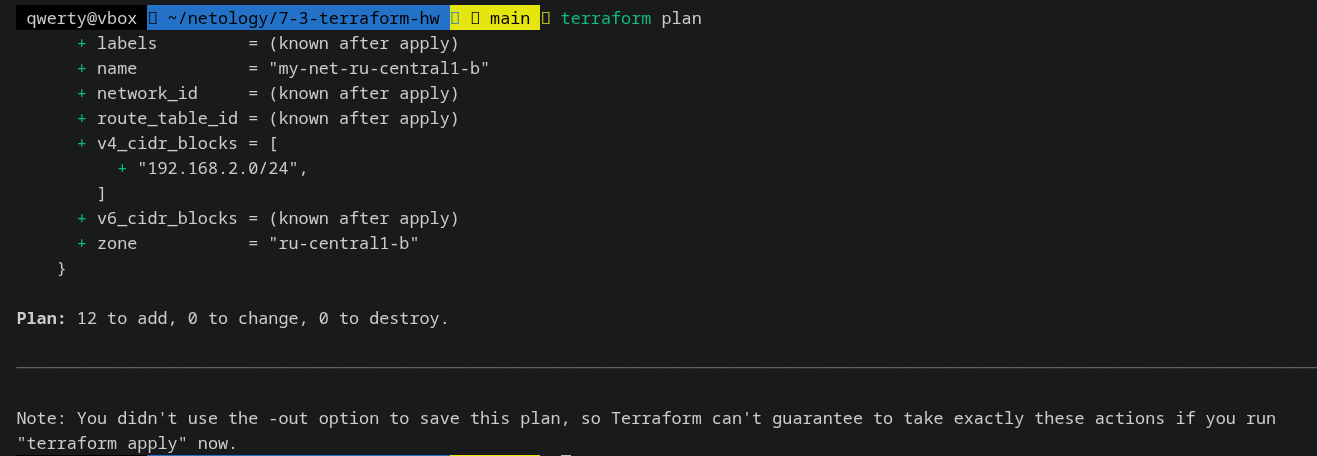 qwerty@vbox ~/netology/7-3-terraform-hw main terraform plan
+ labels = (known after apply)
+ name = "my-net-ru-central1-b"
+ network_id = (known after apply)
+ route_table_id = (known after apply)
+ v4_cidr_blocks = [
+ "192.168.2.0/24",
]
+ v6_cidr_blocks = (known after apply)
+ zone = "ru-central1-b"
}
Plan: 12 to add, 0 to change, 0 to destroy.
Note: You didn't use the -out option to save this plan, so Terraform can't guarantee to take exactly these actions if you run
"terraform apply" now.